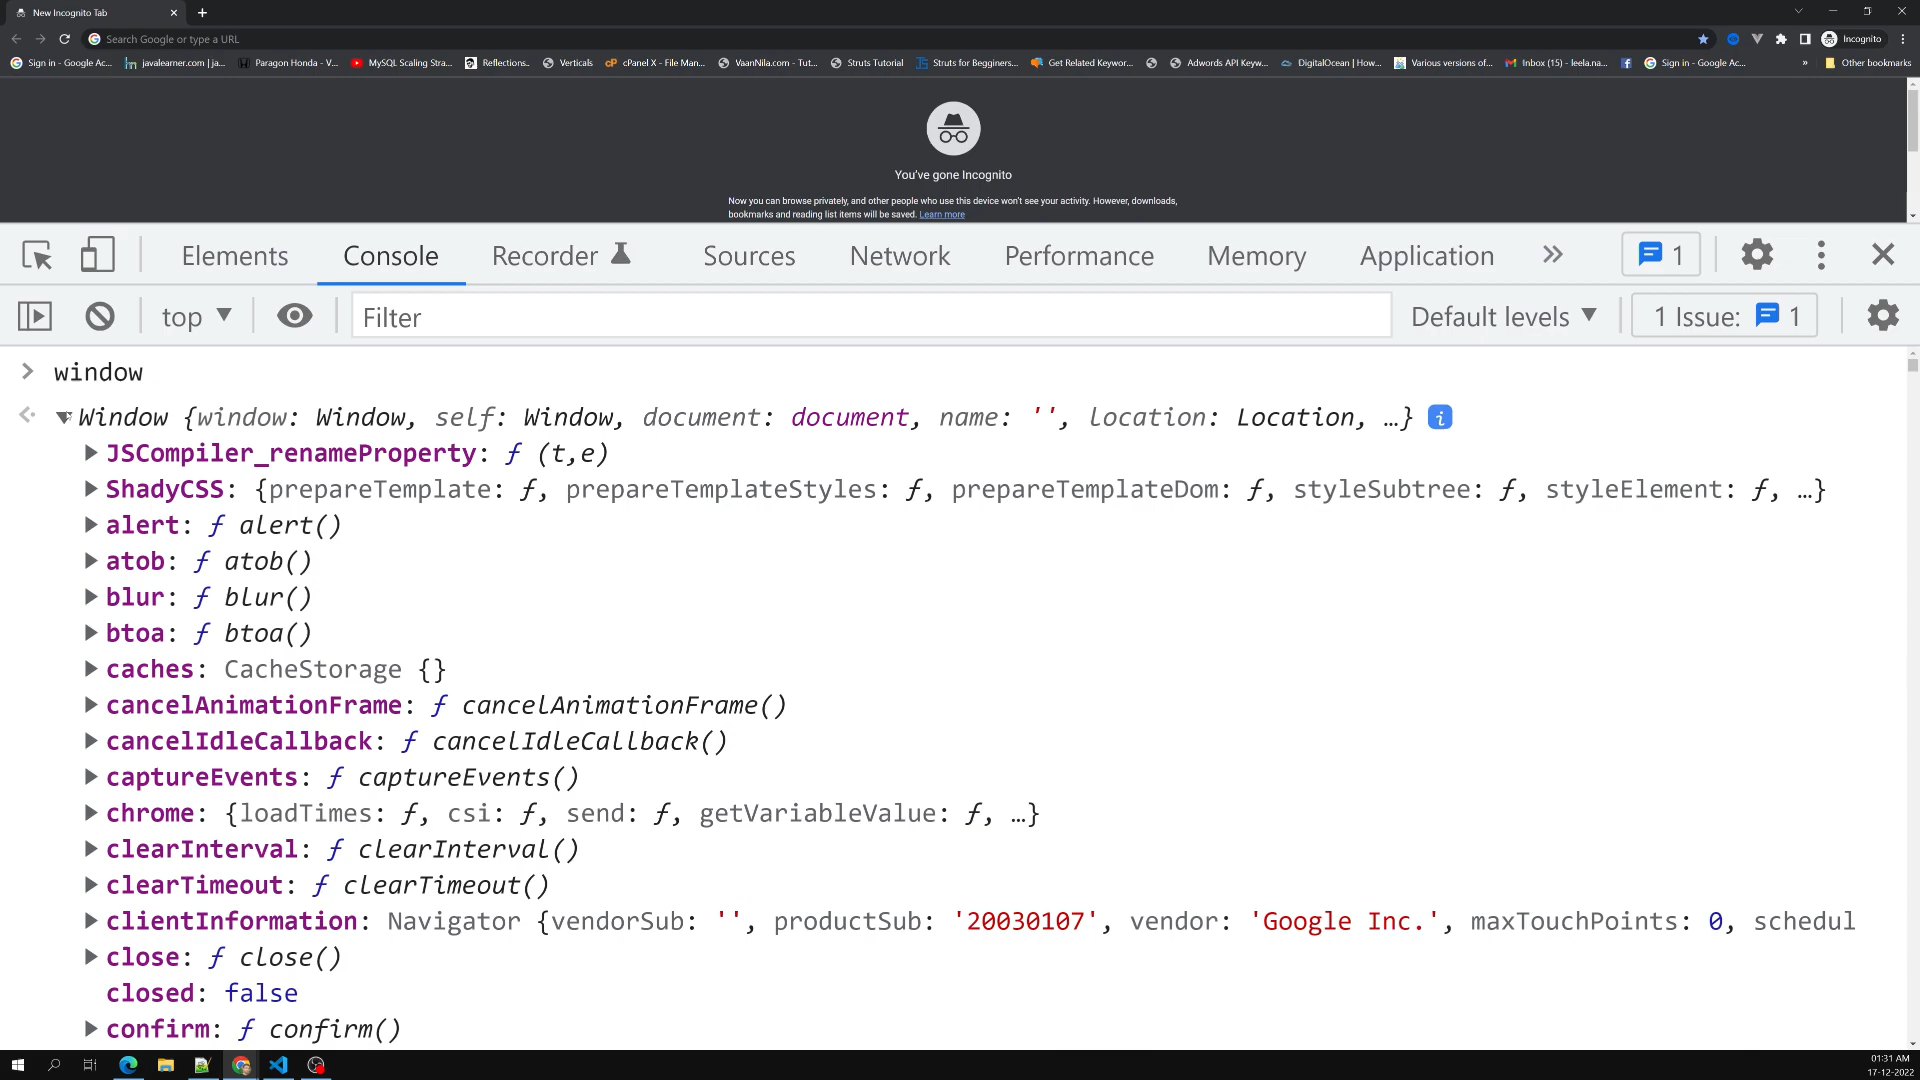 New Incognito Tab
Search Google or type a URL
Incognito
Sign in - Google Ac...
javalearner.com | ja...
Paragon Honda - V...
MySQL Scaling Stra...
Reflections..
Verticals
cPanel X - File Man...
VaanNila.com - Tut...
Struts Tutorial
Struts for Begginers...
Get Related Keywor...
Adwords API Keyw...
DigitalOcean | How...
Various versions of...
Inbox (15) - leela.na...
Sign in - Google Ac...
»
Other bookmarks
You've gone Incognito
Now you can browse privately, and other people who use this device won't see your activity. However, downloads,
bookmarks and reading list items will be saved. Learn more
Elements
Console
Recorder
Sources
Network
Performance
Memory
Application
1
top
Filter
Default levels
1 Issue: 1
window
Window {window: Window, self: Window, document: document, name: '', location: Location, …}
JSCompiler_renameProperty: ƒ (t,e)
ShadyCSS: {prepareTemplate: ƒ, prepareTemplateStyles: ƒ, prepareTemplateDom: ƒ, styleSubtree: ƒ, styleElement: ƒ, …}
alert: ƒ alert()
atob: ƒ atob()
blur: ƒ blur()
btoa: ƒ btoa()
caches: CacheStorage {}
cancelAnimationFrame: ƒ cancelAnimationFrame()
cancelIdleCallback: ƒ cancelIdleCallback()
captureEvents: ƒ captureEvents()
chrome: {loadTimes: ƒ, csi: ƒ, send: ƒ, getVariableValue: ƒ, …}
clearInterval: ƒ clearInterval()
clearTimeout: ƒ clearTimeout()
clientInformation: Navigator {vendorSub: '', productSub: '20030107', vendor: 'Google Inc.', maxTouchPoints: 0, schedul
close: ƒ close()
closed: false
confirm: ƒ confirm()
01:31 AM
17-12-2022